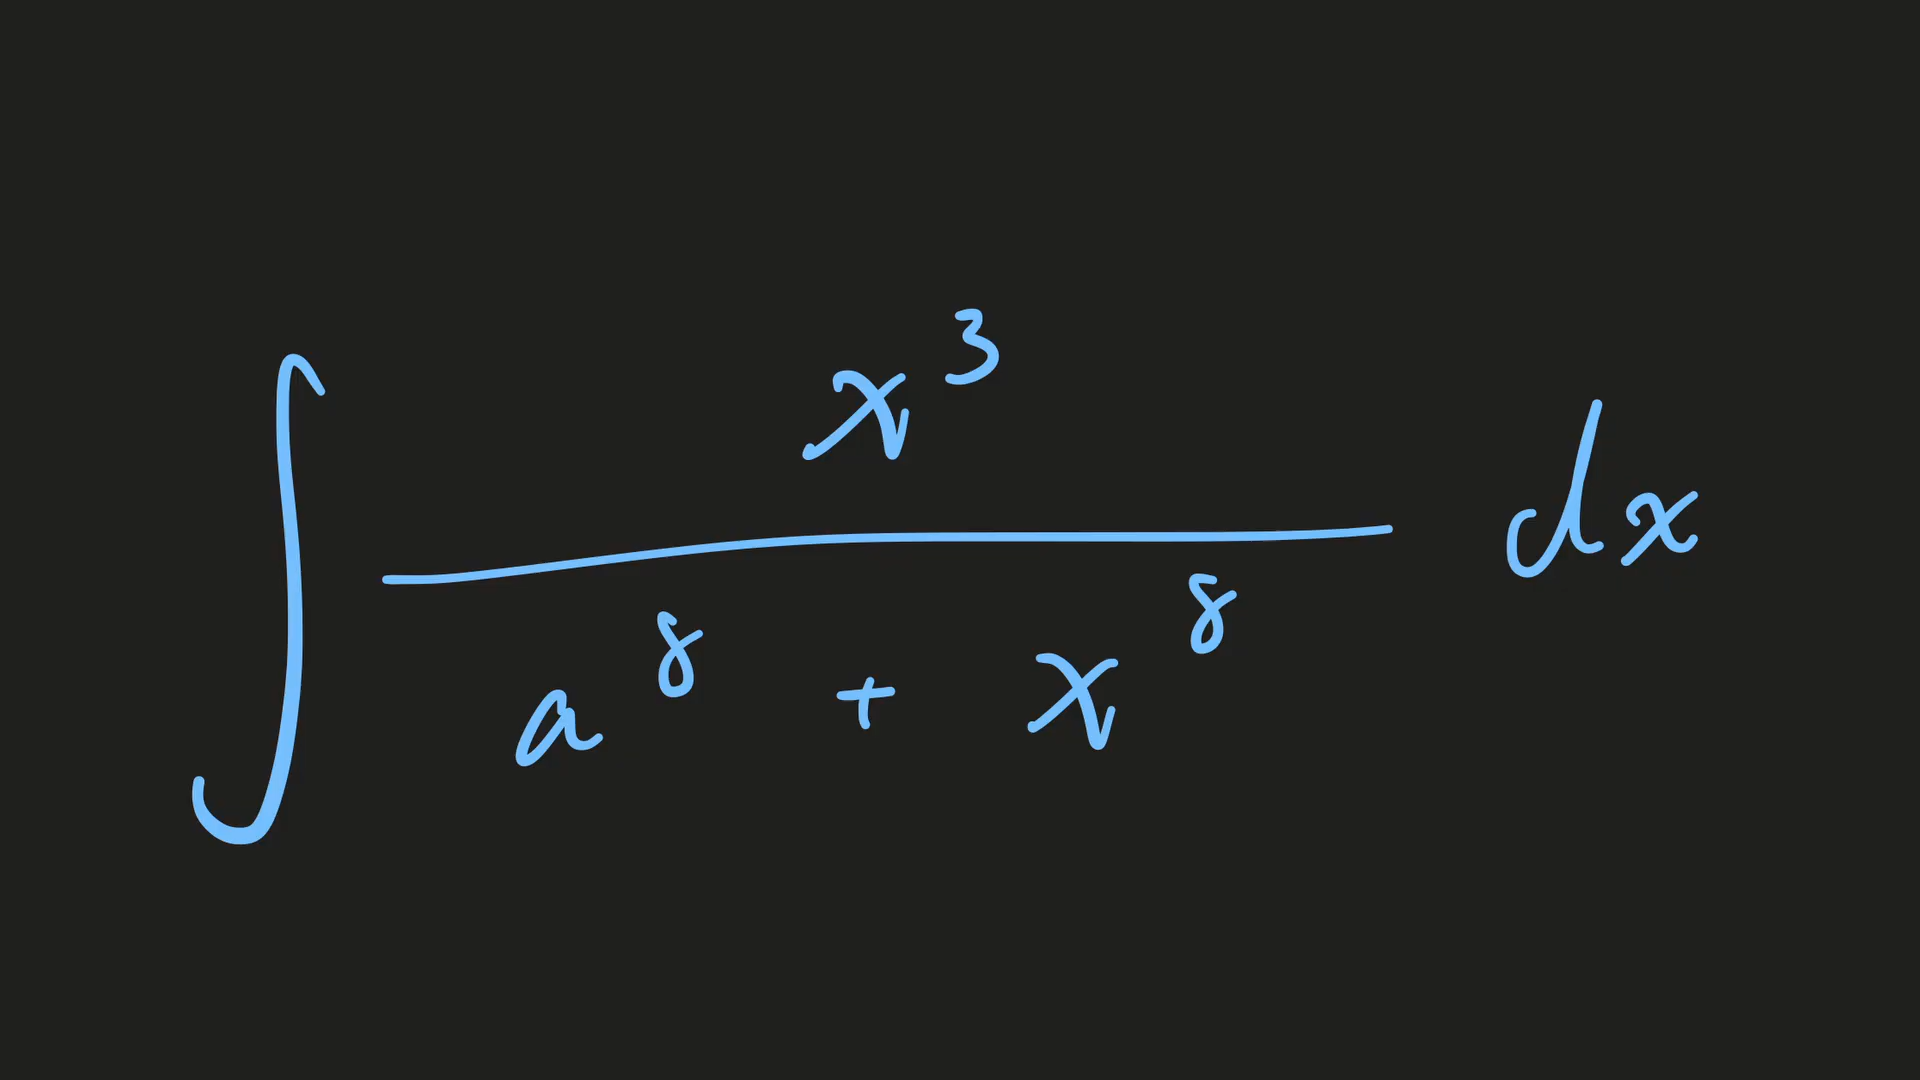 ∫ x³ / (a⁸ + x⁸) dx